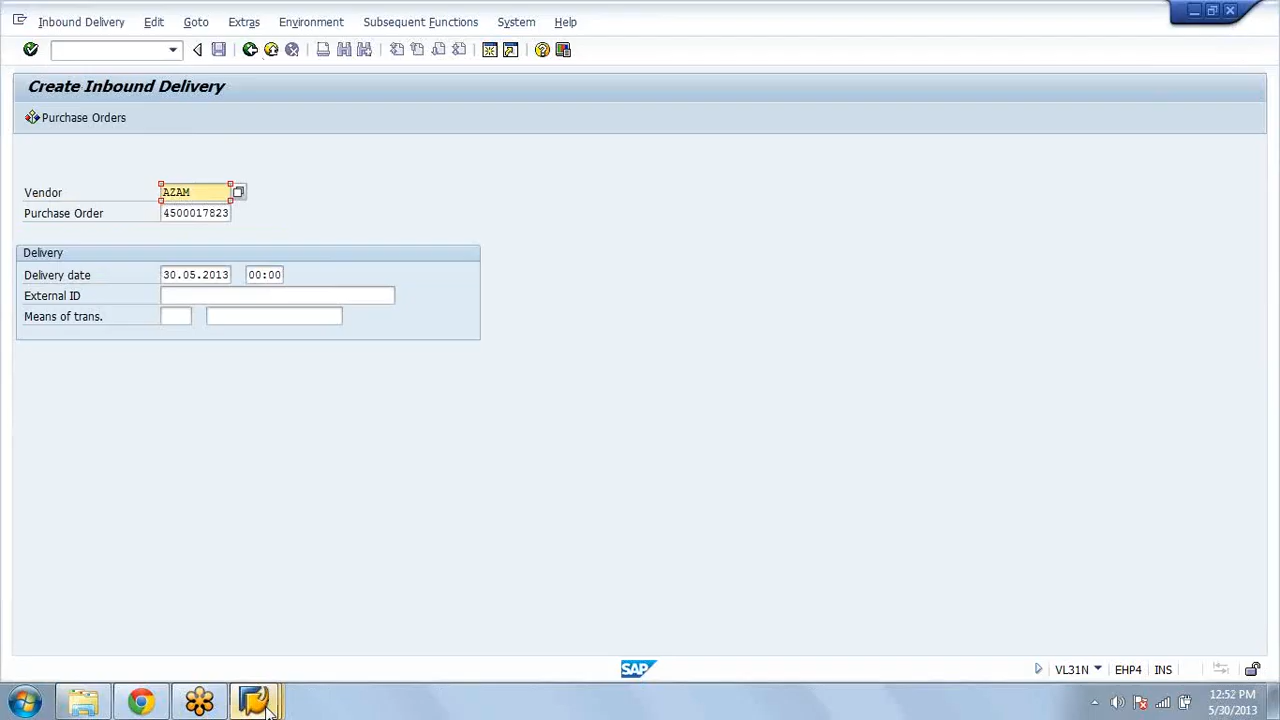 Inbound Delivery Edit Goto Extras Environment Subsequent Functions System Help
Create Inbound Delivery
Purchase Orders
Vendor AZAM
Purchase Order 4500017823
Delivery
Delivery date 30.05.2013 00:00
External ID
Means of trans.
SAP VL31N EHP4 INS
12:52 PM
5/30/2013